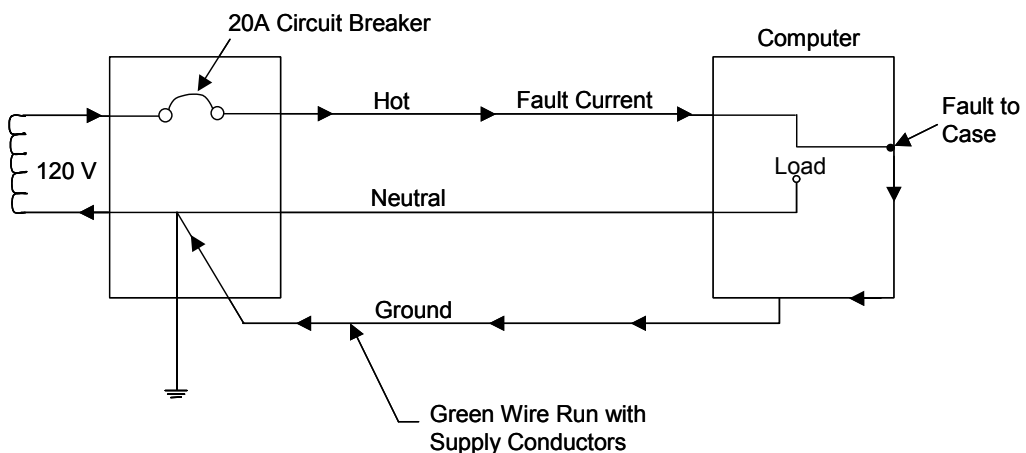 20A Circuit Breaker
Computer
Hot
Fault Current
Fault to
Case
120 V
Load
Neutral
Ground
Green Wire Run with
Supply Conductors